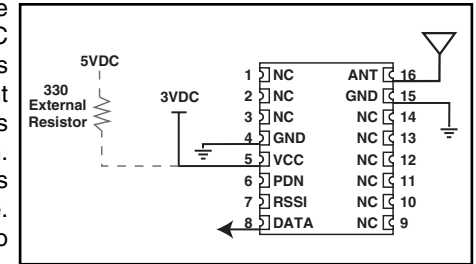 5VDC
330
External
Resistor
3VDC
1 NC ANT 16
2 NC GND 15
3 NC NC 14
4 GND NC 13
5 VCC NC 12
6 PDN NC 11
7 RSSI NC 10
8 DATA NC 9